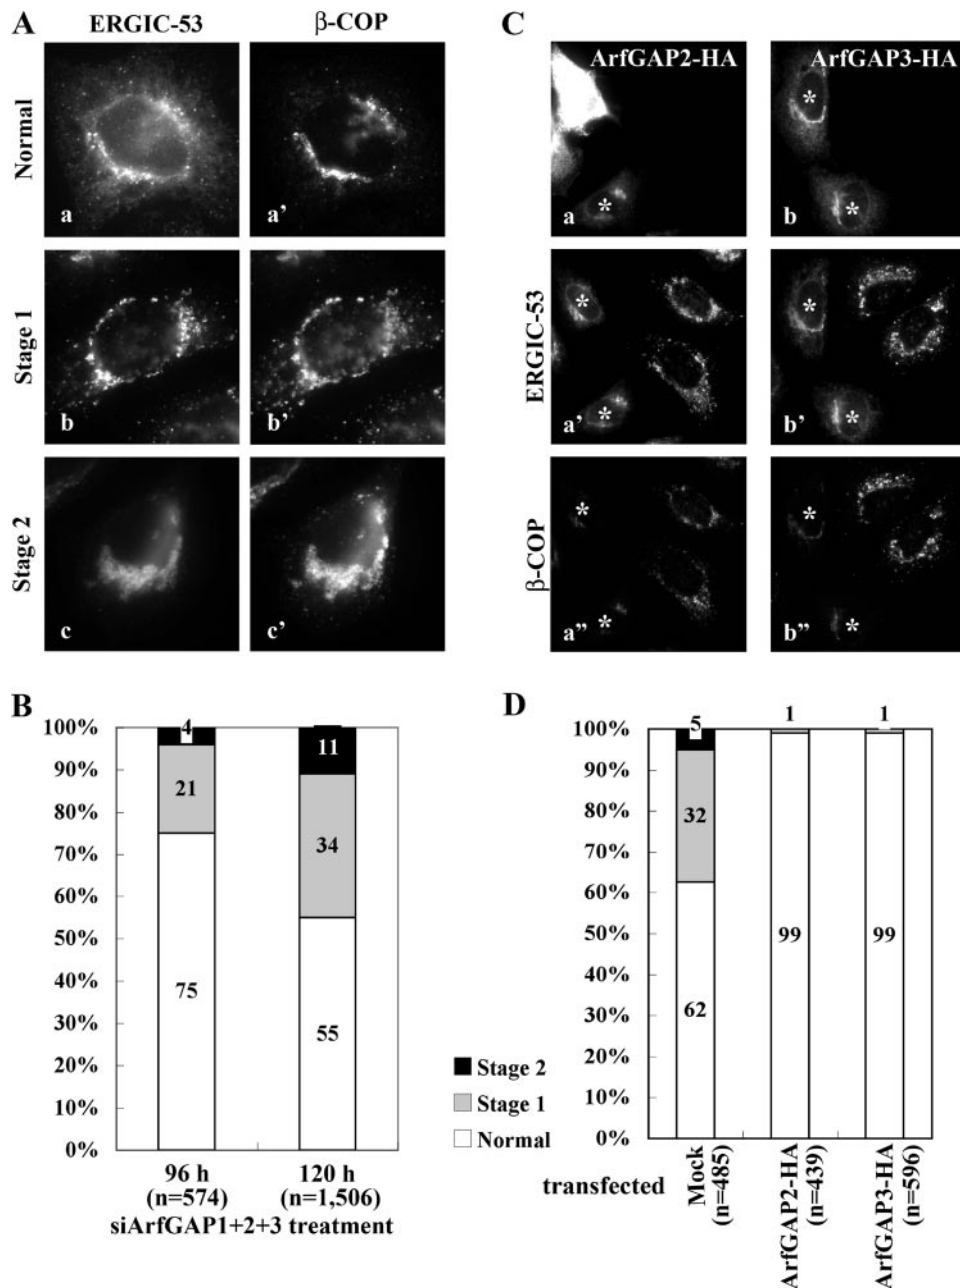 A
ERGIC-53
β-COP
Normal
a
a'
Stage 1
b
b'
Stage 2
c
c'
C
ArfGAP2-HA
ArfGAP3-HA
*
*
*
a
b
ERGIC-53
*
*
*
*
a'
b'
β-COP
*
*
*
*
a"
b"
B
100%
90%
80%
70%
60%
50%
40%
30%
20%
10%
0%
4
21
75
11
34
55
96 h
(n=574)
120 h
(n=1,506)
siArfGAP1+2+3 treatment
Stage 2
Stage 1
Normal
D
100%
90%
80%
70%
60%
50%
40%
30%
20%
10%
0%
5
32
62
1
99
1
99
transfected
Mock
(n=485)
ArfGAP2-HA
(n=439)
ArfGAP3-HA
(n=596)